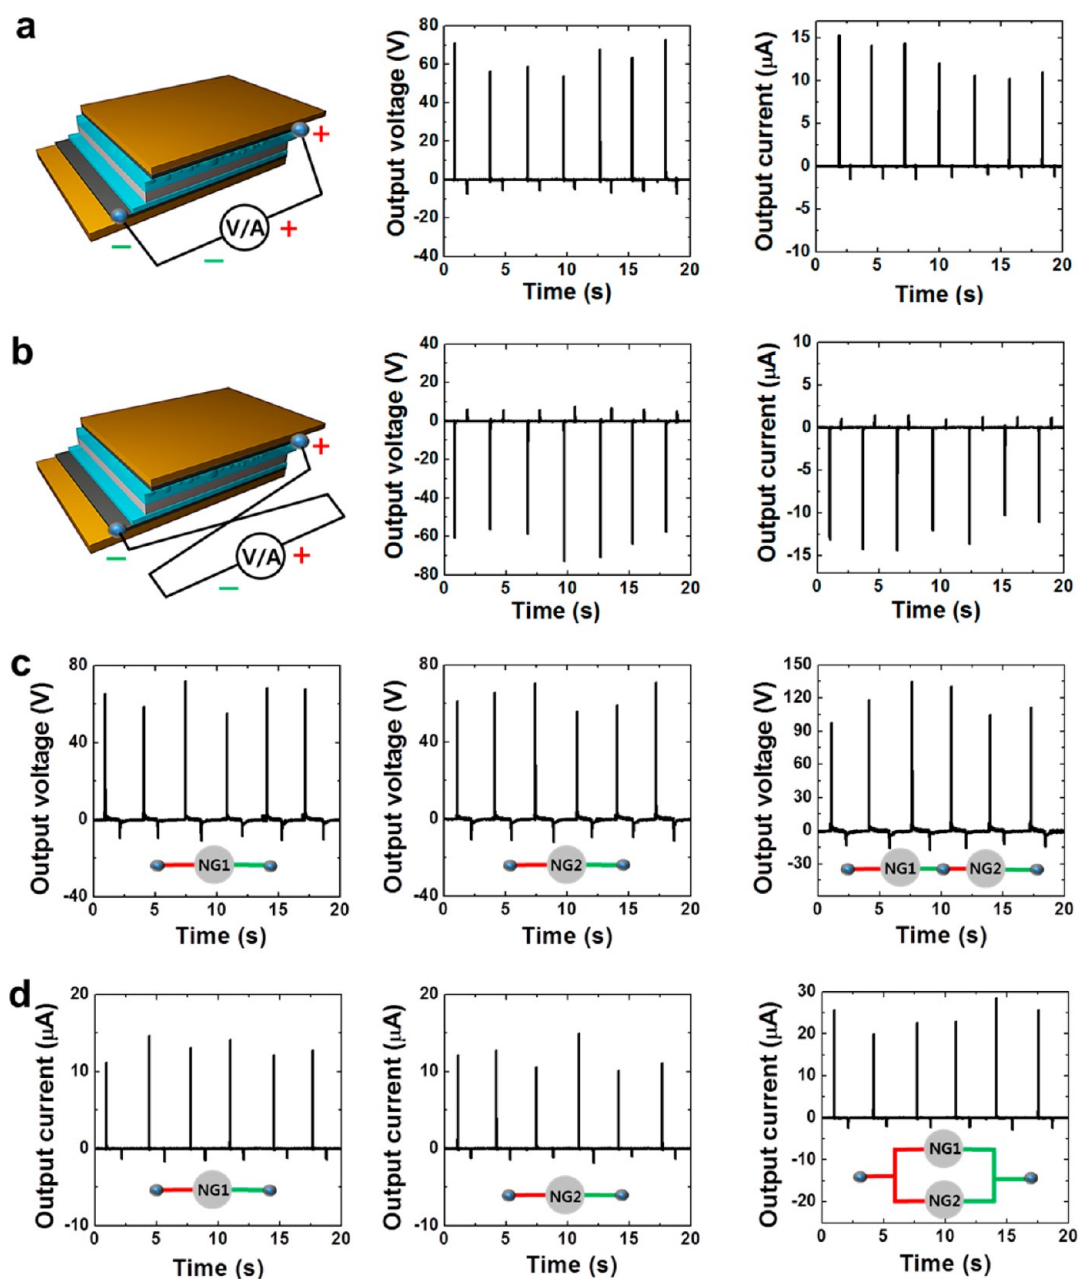 a
+
V/A
+
−
−
Output voltage (V)
80
60
40
20
0
-20
-40
0 5 10 15 20
Time (s)
Output current (μA)
15
10
5
0
-5
-10
0 5 10 15 20
Time (s)
b
+
−
V/A
+
−
Output voltage (V)
40
20
0
-20
-40
-60
-80
0 5 10 15 20
Time (s)
Output current (μA)
10
5
0
-5
-10
-15
0 5 10 15 20
Time (s)
c
Output voltage (V)
80
40
0
-40
NG1
0 5 10 15 20
Time (s)
Output voltage (V)
80
40
0
-40
NG2
0 5 10 15 20
Time (s)
Output voltage (V)
150
120
90
60
30
0
-30
NG1 NG2
0 5 10 15 20
Time (s)
d
Output current (μA)
20
10
0
-10
NG1
0 5 10 15 20
Time (s)
Output current (μA)
20
10
0
-10
NG2
0 5 10 15 20
Time (s)
Output current (μA)
30
20
10
0
-10
-20
NG1
NG2
0 5 10 15 20
Time (s)